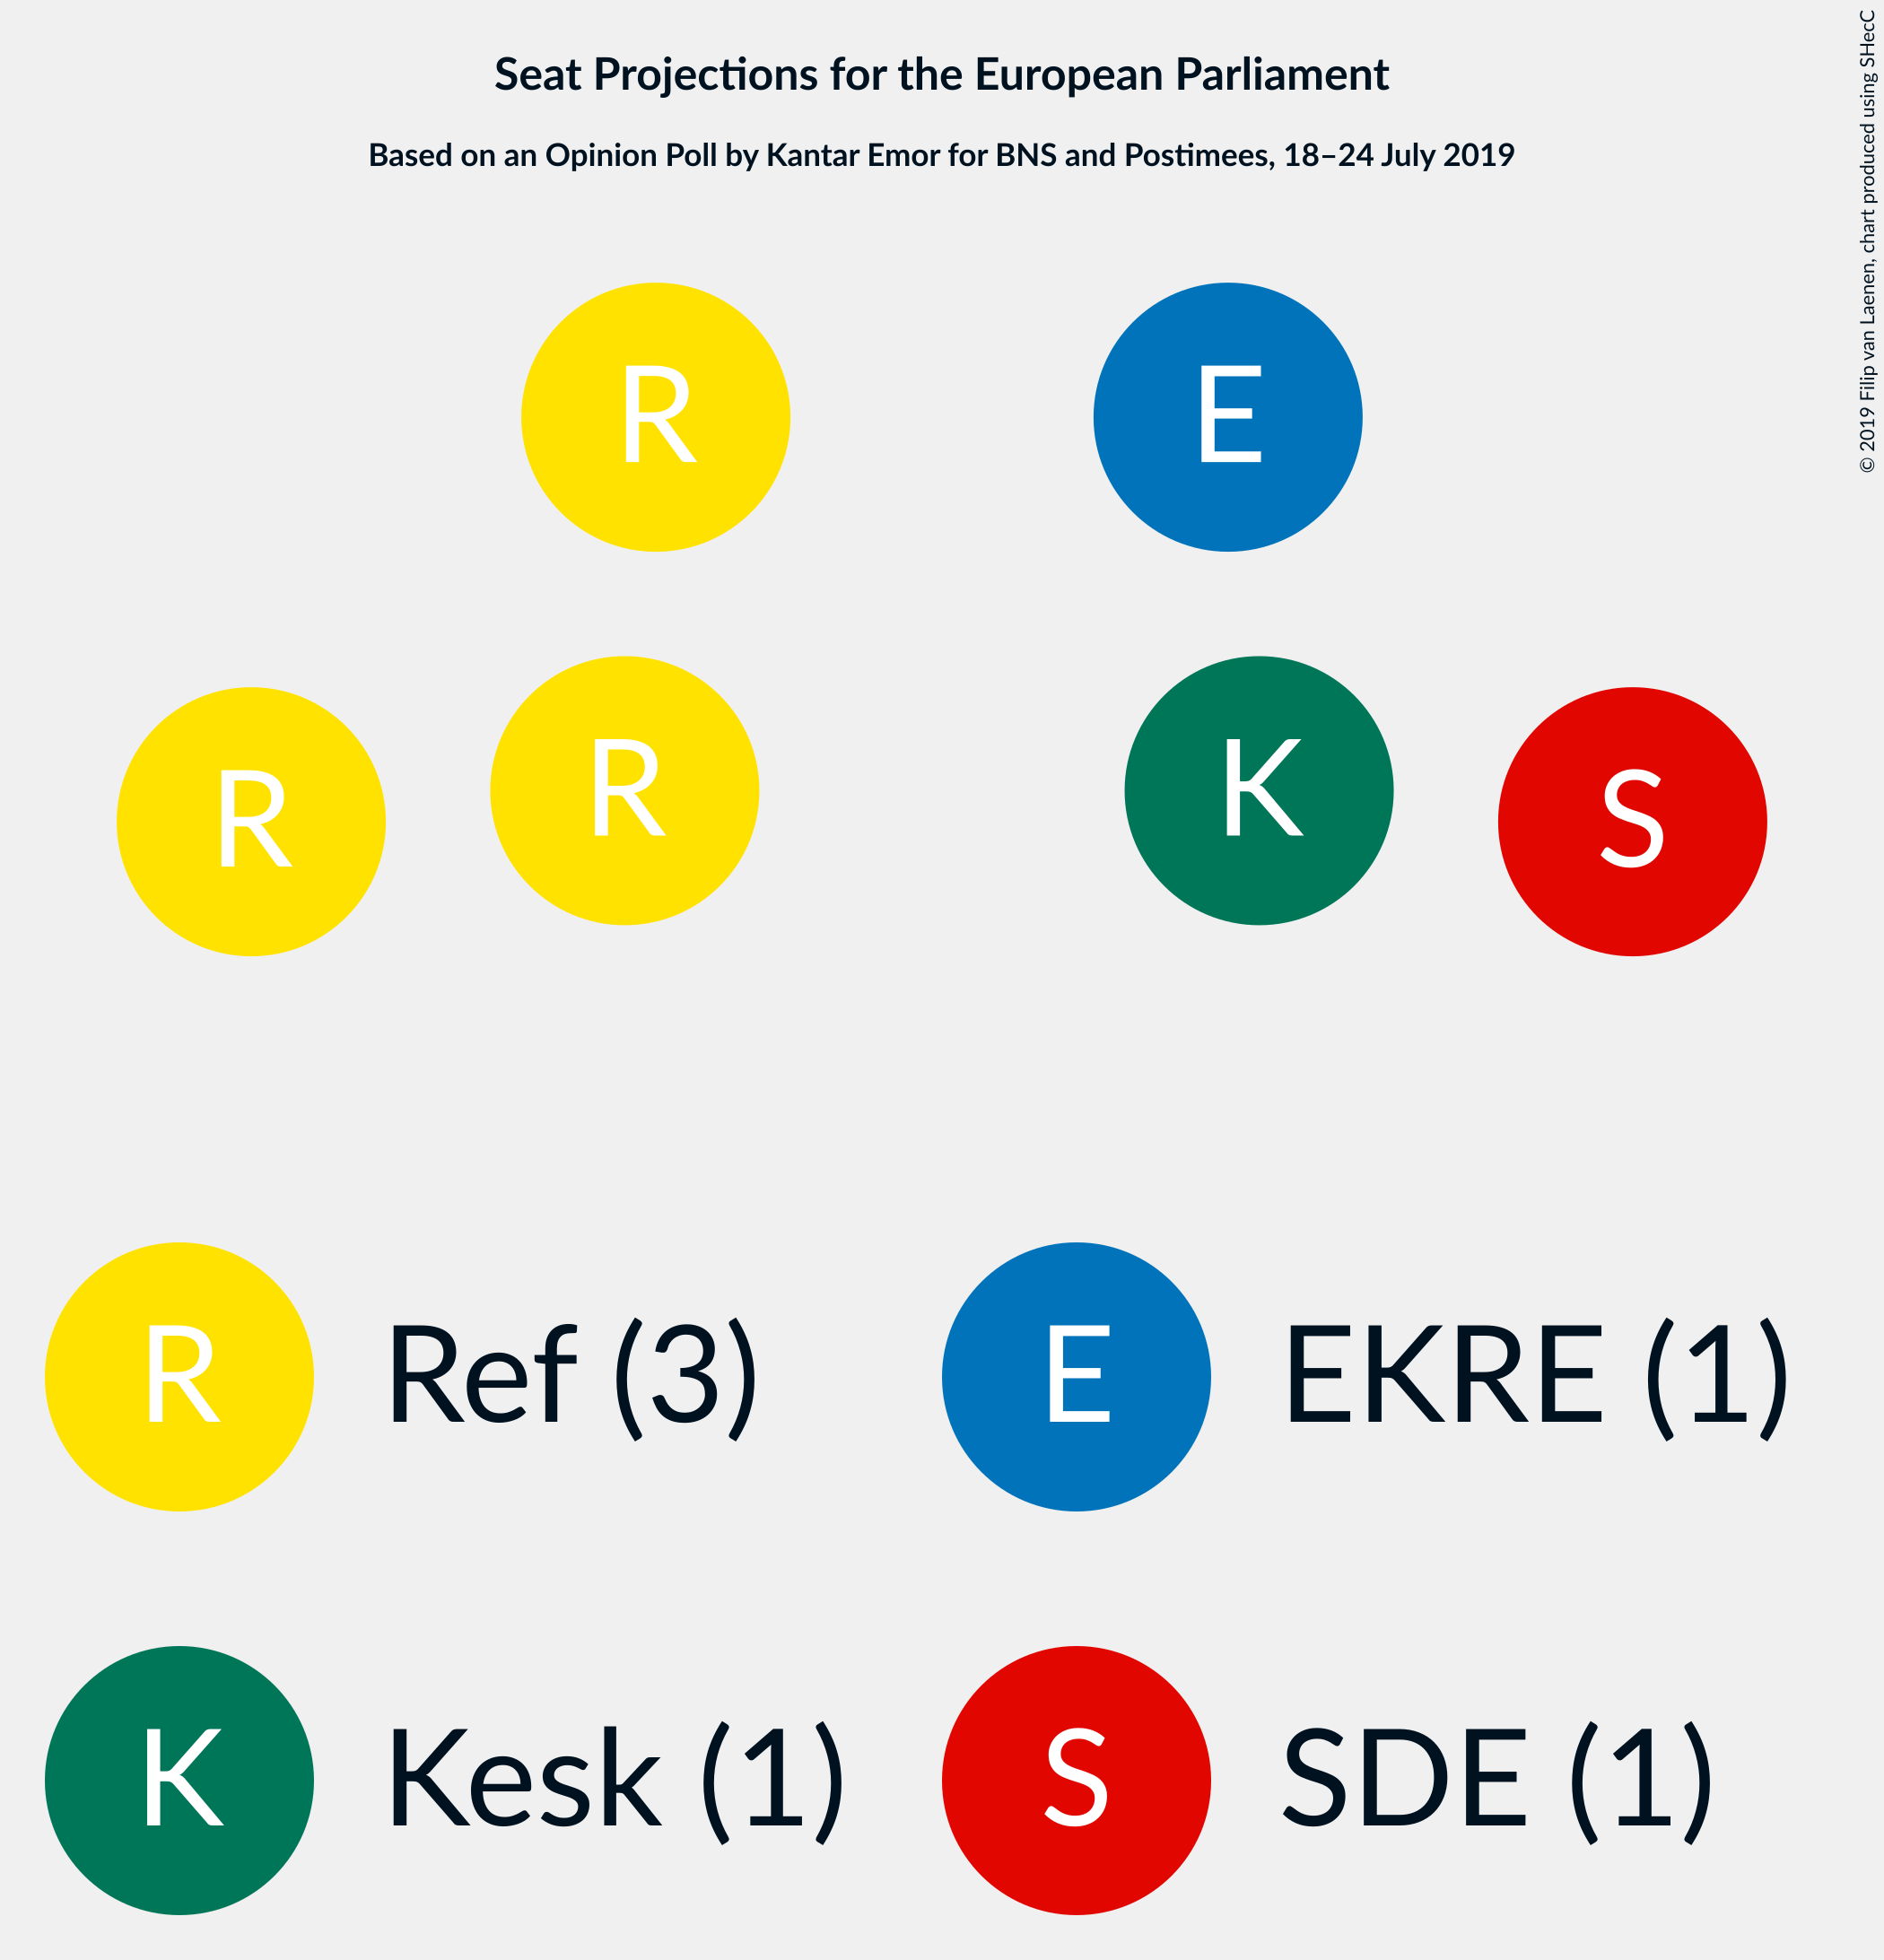 Seat Projections for the European Parliament
Based on an Opinion Poll by Kantar Emor for BNS and Postimees, 18–24 July 2019
© 2019 Filip van Laenen, chart produced using SHecC
R
E
R
R
K
S
R
Ref (3)
E
EKRE (1)
K
Kesk (1)
S
SDE (1)